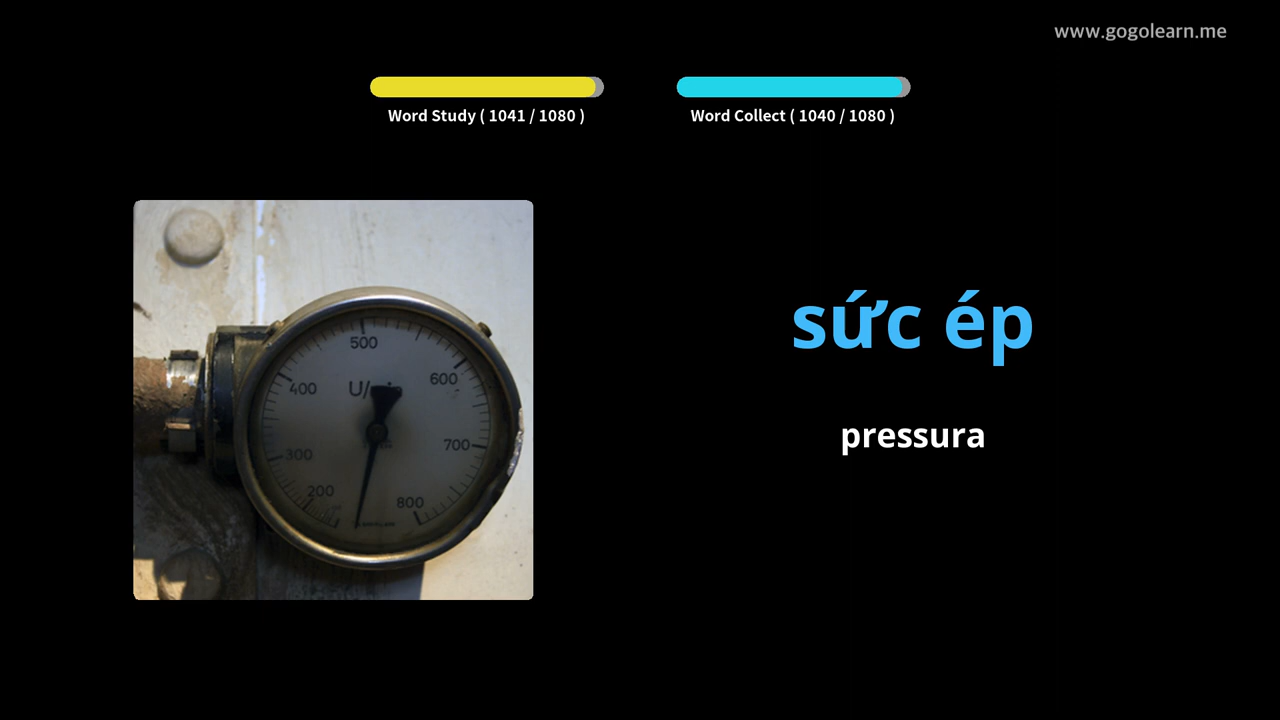 www.gogolearn.me
Word Study ( 1041 / 1080 )
Word Collect ( 1040 / 1080 )
500
400
600
300
700
200
800
sức ép
pressura